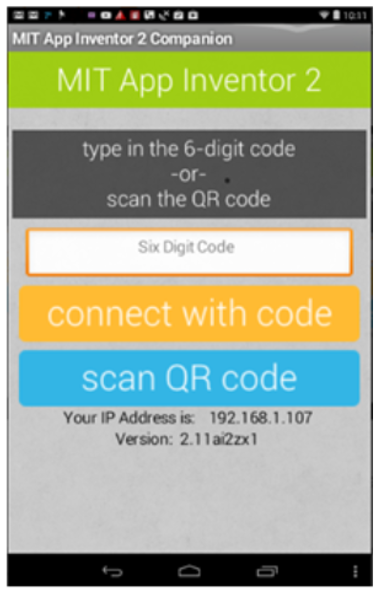 10:11
MIT App Inventor 2 Companion
MIT App Inventor 2
type in the 6-digit code
-or-
scan the QR code
Six Digit Code
connect with code
scan QR code
Your IP Address is: 192.168.1.107
Version: 2.11ai2zx1